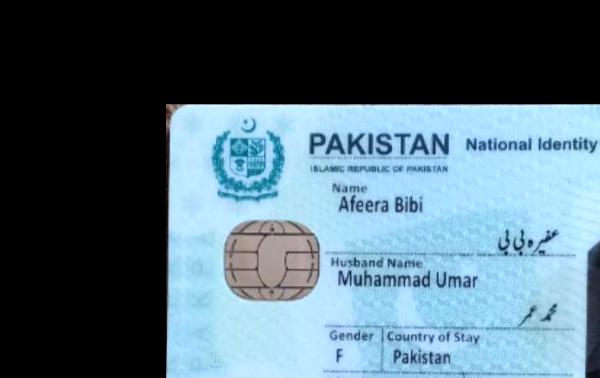 PAKISTAN National Identity
ISLAMIC REPUBLIC OF PAKISTAN
Name
Afeera Bibi
عفیرہ بی بی
Husband Name
Muhammad Umar
محمد عمر
Gender Country of Stay
F Pakistan